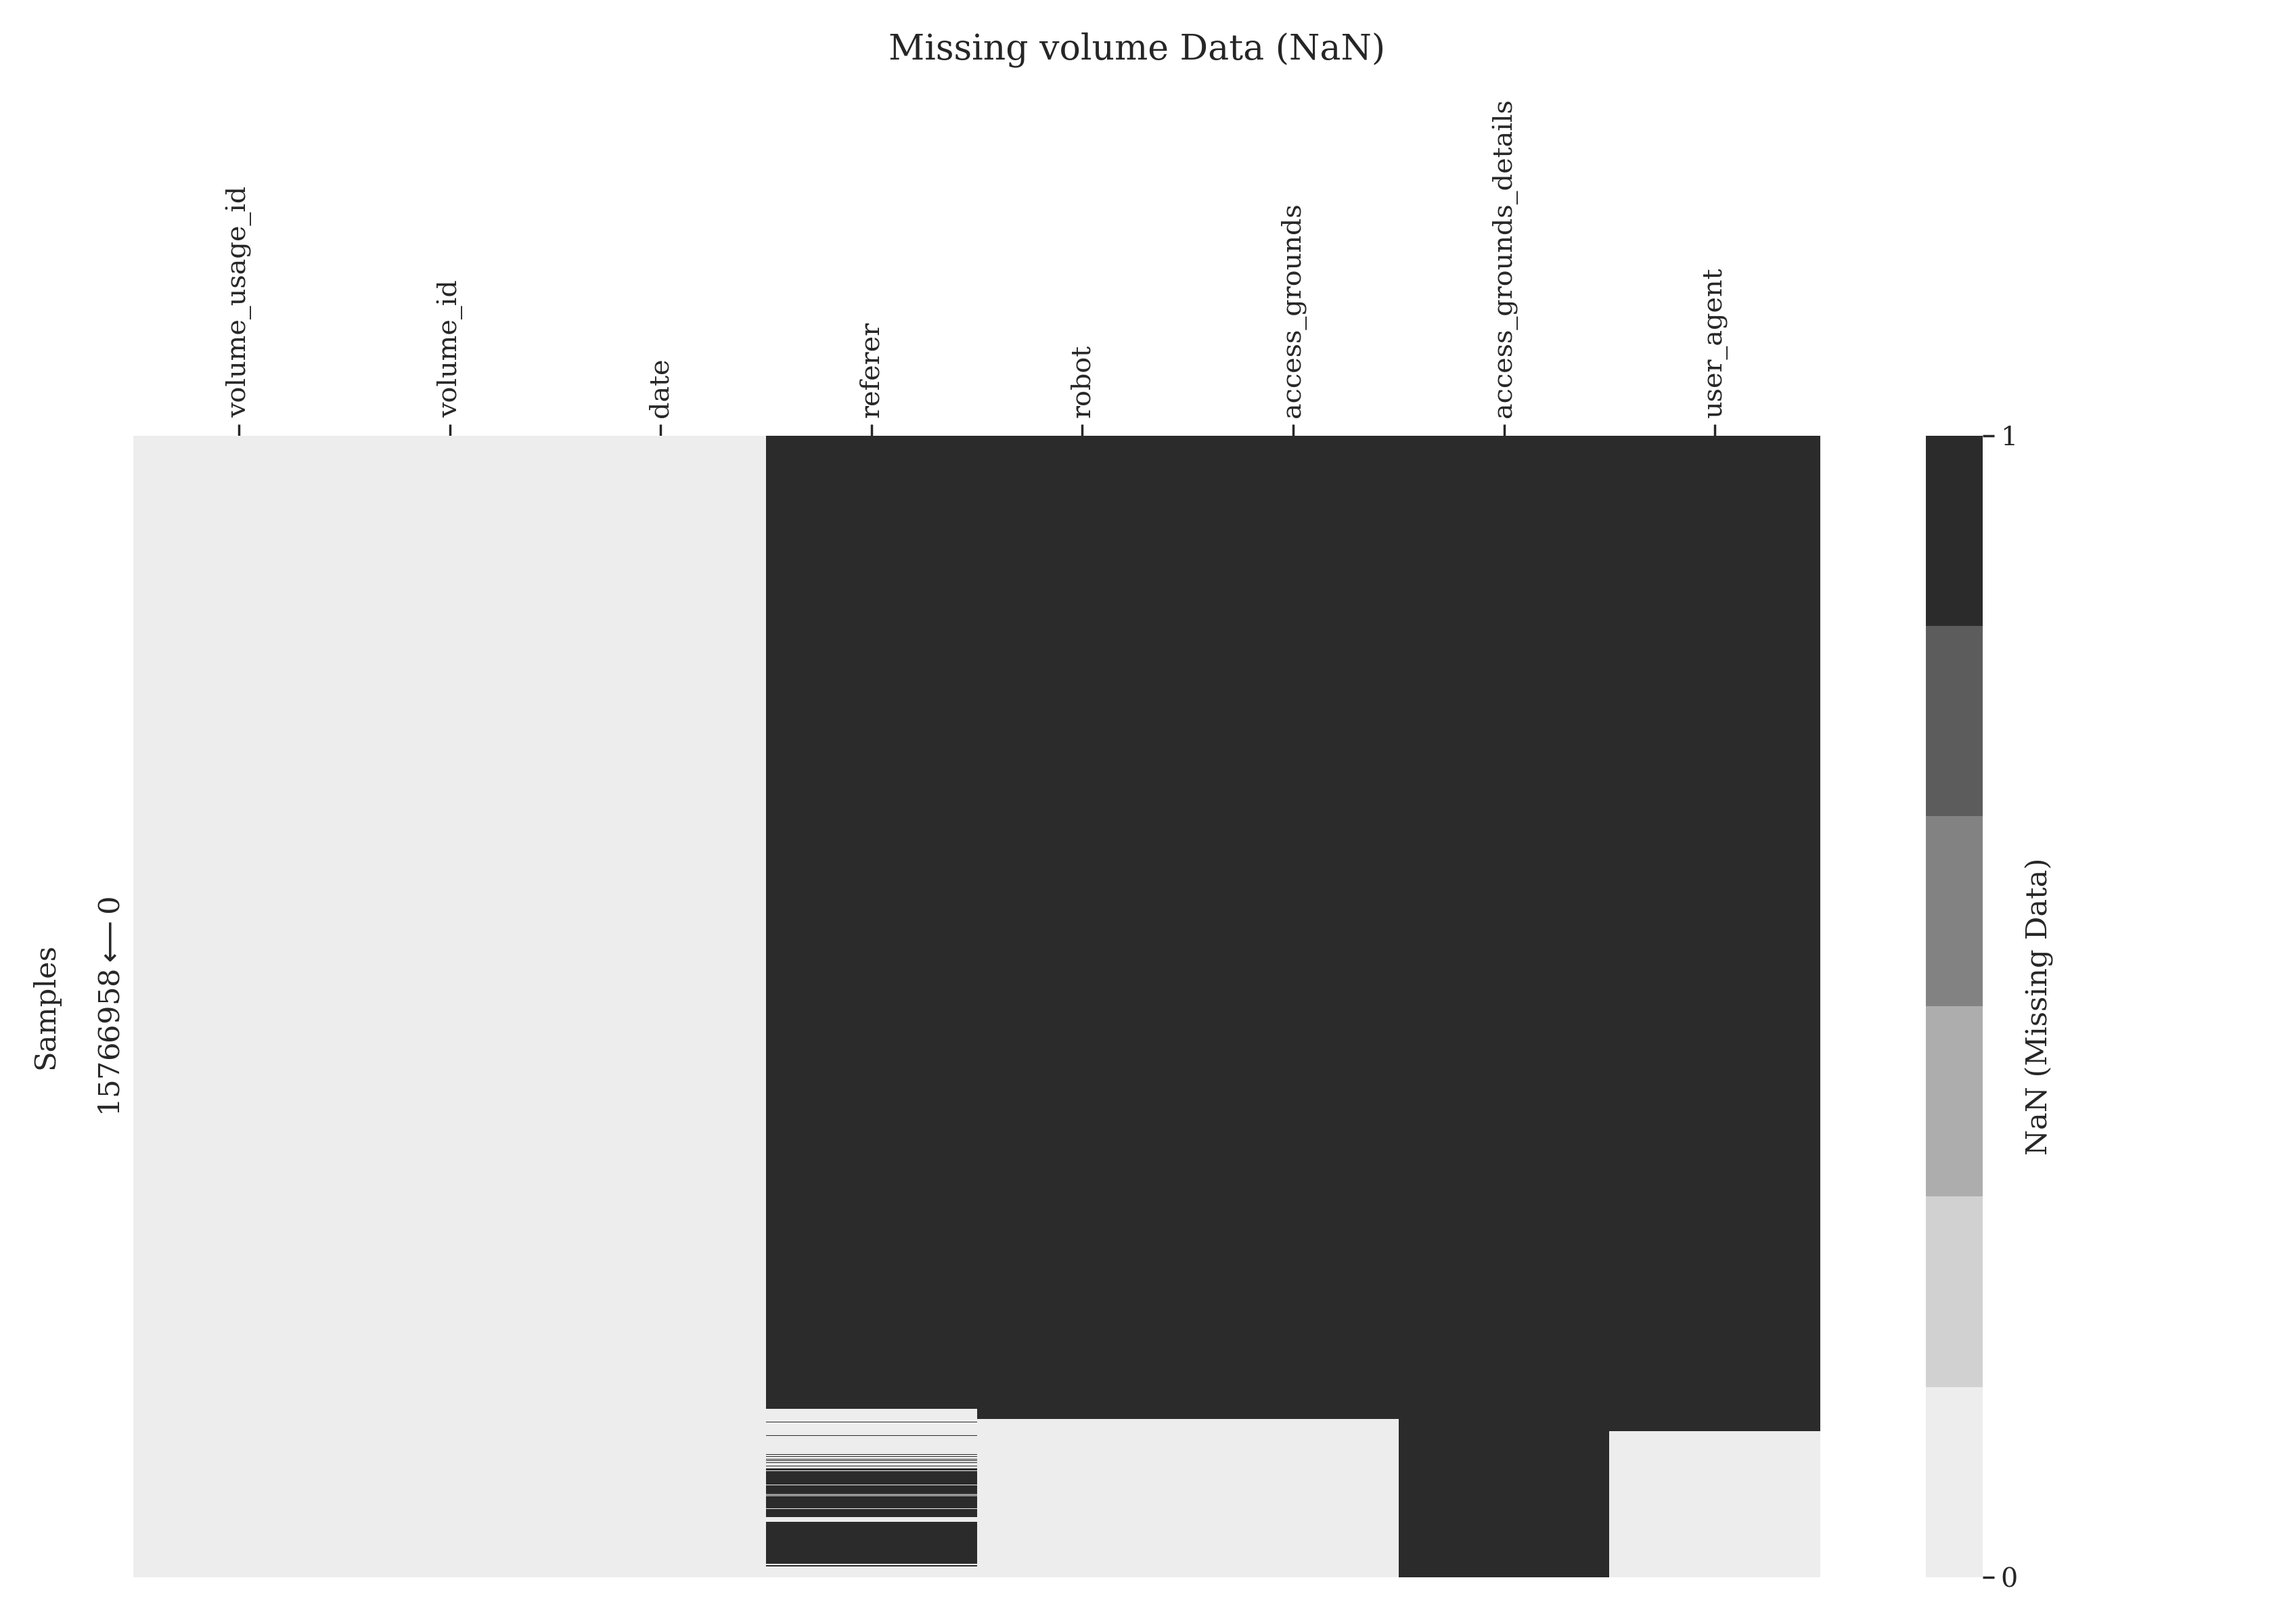 Missing volume Data (NaN)
volume_usage_id
volume_id
date
referer
robot
access_grounds
access_grounds_details
user_agent
Samples
15766958 ⟵ 0
1
0
NaN (Missing Data)